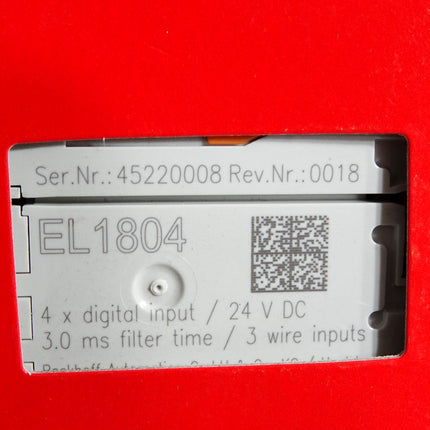 Ser.Nr.: 45220008 Rev.Nr.:0018
EL1804
4 x digital input / 24 V DC
3.0 ms filter time / 3 wire inputs